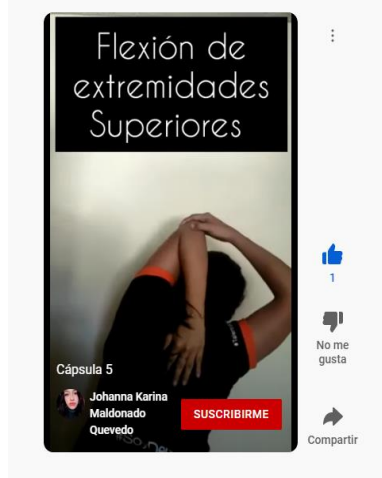 Flexión de
extremidades
Superiores
1
No me
gusta
Cápsula 5
Johanna Karina
Maldonado
Quevedo
SUSCRIBIRME
Compartir